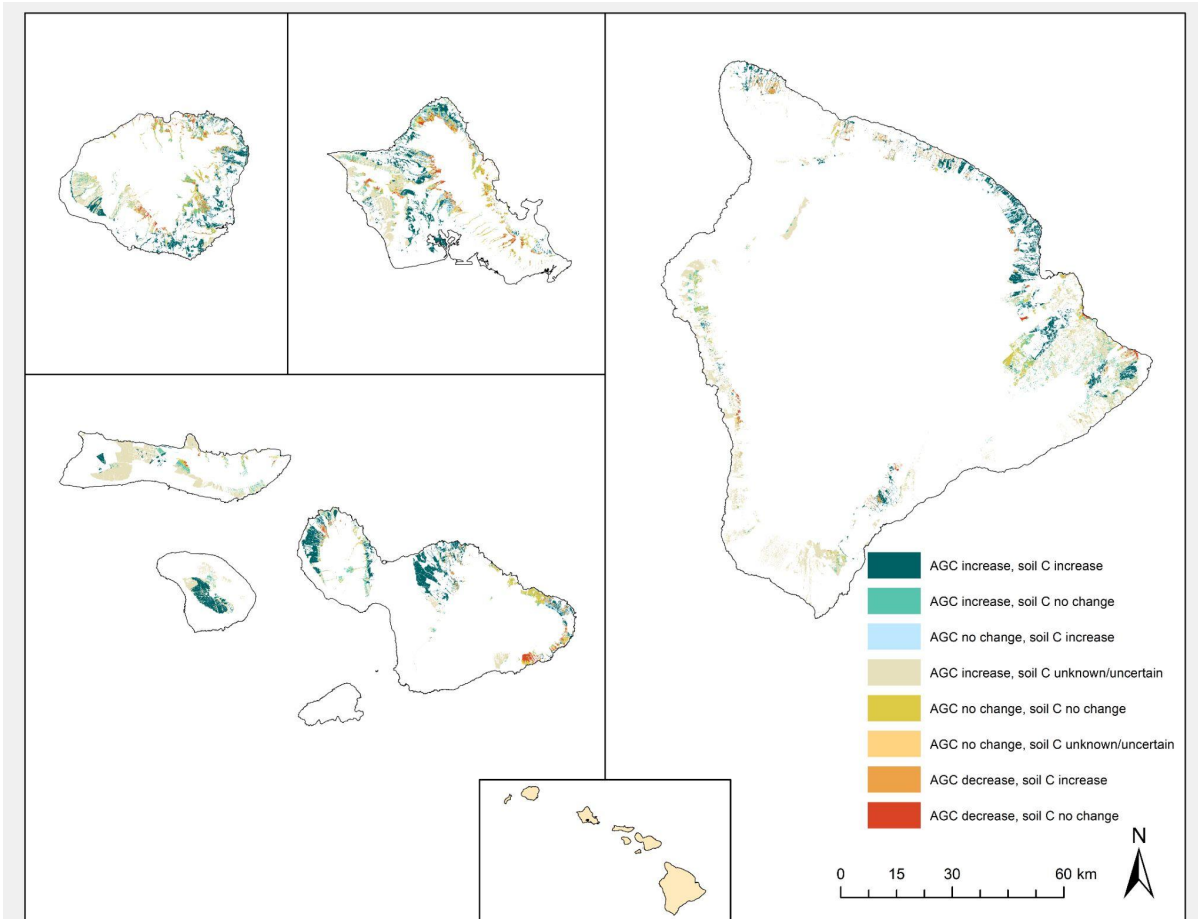 AGC increase, soil C increase
AGC increase, soil C no change
AGC no change, soil C increase
AGC increase, soil C unknown/uncertain
AGC no change, soil C no change
AGC no change, soil C unknown/uncertain
AGC decrease, soil C increase
AGC decrease, soil C no change
N
0 15 30 60 km